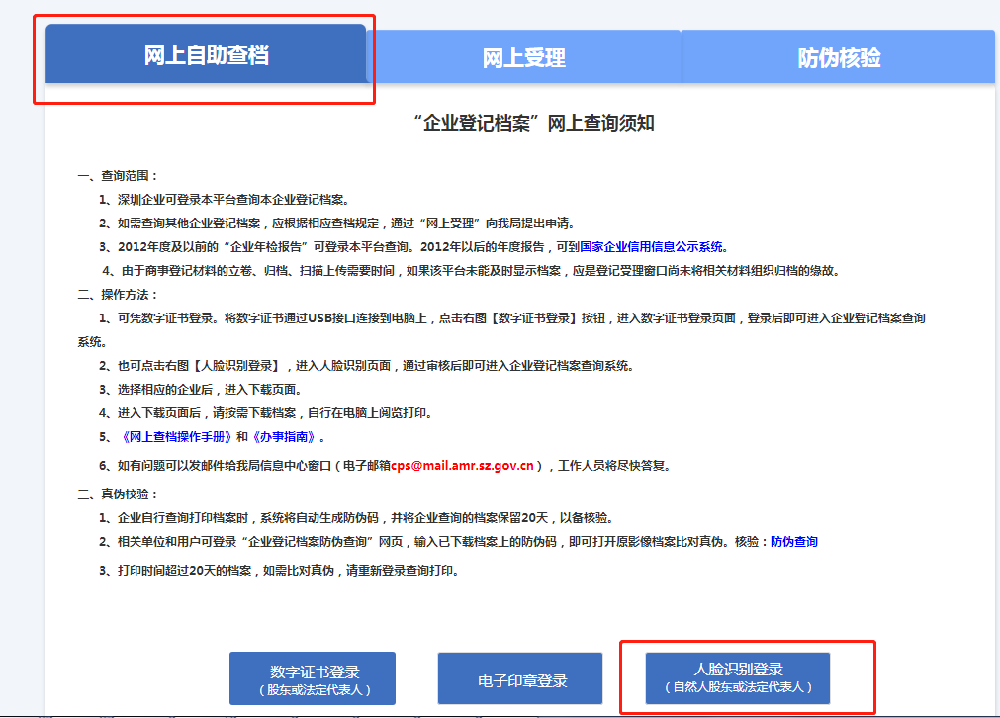 网上自助查档
网上受理
防伪核验
“企业登记档案”网上查询须知
一、查询范围：
1、深圳企业可登录本平台查询本企业登记档案。
2、如需查询其他企业登记档案，应根据相应查档规定，通过“网上受理”向我局提出申请。
3、2012年度及以前的“企业年检报告”可登录本平台查询。2012年以后的年度报告，可到国家企业信用信息公示系统。
4、由于商事登记材料的立卷、归档、扫描上传需要时间，如果该平台未能及时显示档案，应是登记受理窗口尚未将相关材料组织归档的缘故。
二、操作方法：
1、可凭数字证书登录。将数字证书通过USB接口连接到电脑上，点击右图【数字证书登录】按钮，进入数字证书登录页面，登录后即可进入企业登记档案查询
系统。
2、也可点击右图【人脸识别登录】，进入人脸识别页面，通过审核后即可进入企业登记档案查询系统。
3、选择相应的企业后，进入下载页面。
4、进入下载页面后，请按需下载档案，自行在电脑上阅览打印。
5、《网上查档操作手册》和《办事指南》。
6、如有问题可以发邮件给我局信息中心窗口（电子邮箱cps@mail.amr.sz.gov.cn），工作人员将尽快答复。
三、真伪校验：
1、企业自行查询打印档案时，系统将自动生成防伪码，并将企业查询的档案保留20天，以备核验。
2、相关单位和用户可登录“企业登记档案防伪查询”网页，输入已下载档案上的防伪码，即可打开原影像档案比对真伪。核验：防伪查询
3、打印时间超过20天的档案，如需比对真伪，请重新登录查询打印。
数字证书登录
（股东或法定代表人）
电子印章登录
人脸识别登录
（自然人股东或法定代表人）